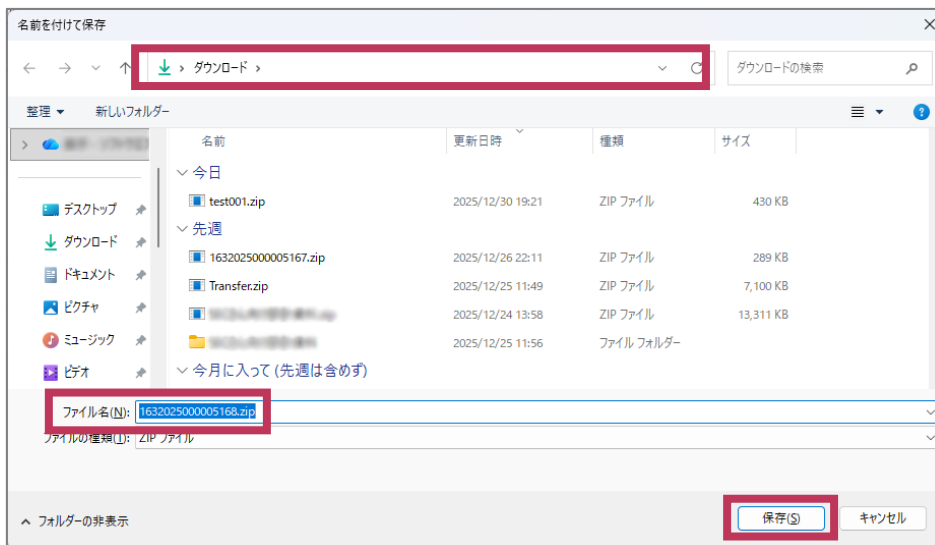 名前を付けて保存
ダウンロード
ダウンロードの検索
整理 新しいフォルダー
名前 更新日時 種類 サイズ
今日
test001.zip 2025/12/30 19:21 ZIP ファイル 430 KB
先週
1632025000005167.zip 2025/12/26 22:11 ZIP ファイル 289 KB
Transfer.zip 2025/12/25 11:49 ZIP ファイル 7,100 KB
2025/12/24 13:58 ZIP ファイル 13,311 KB
2025/12/25 11:56 ファイル フォルダー
今月に入って (先週は含めず)
デスクトップ
ダウンロード
ドキュメント
ピクチャ
ミュージック
ビデオ
ファイル名(N): 1632025000005168.zip
ファイルの種類(T): ZIP ファイル
フォルダーの非表示
保存(S) キャンセル